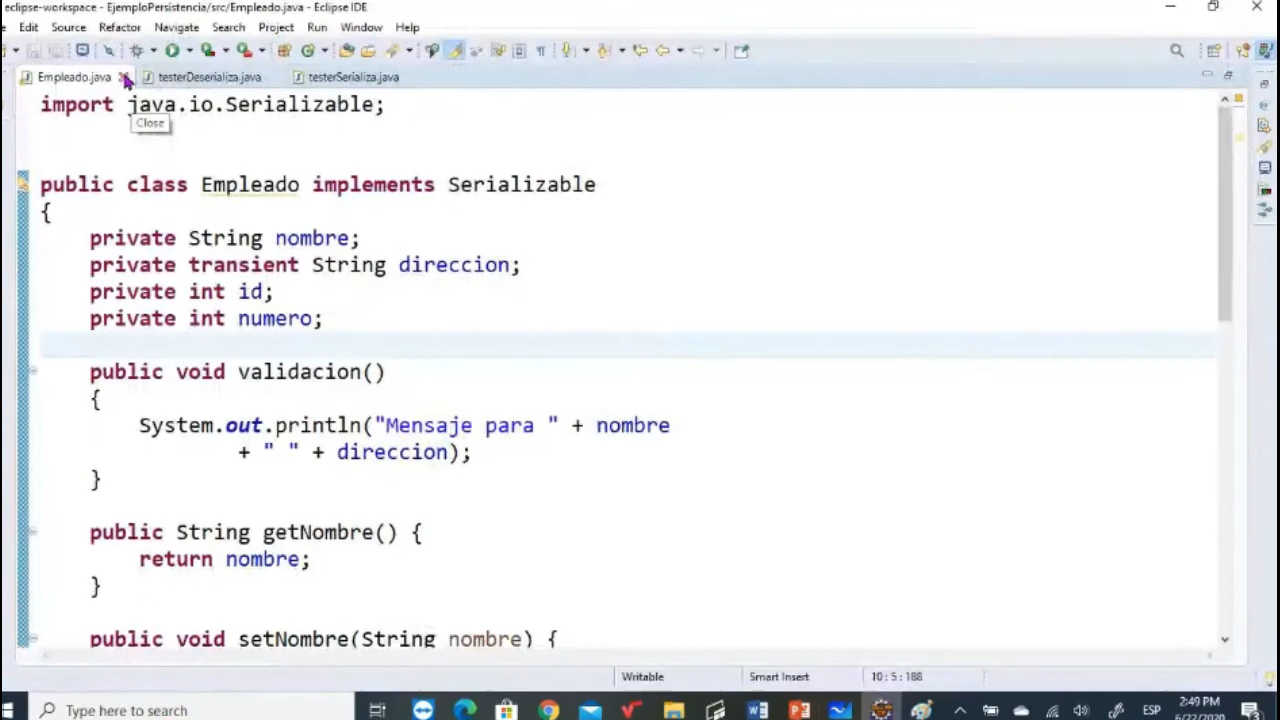 eclipse-workspace - EjemploPersistencia/src/Empleado.java - Eclipse IDE
Edit Source Refactor Navigate Search Project Run Window Help
Empleado.java testerDeserializa.java testerSerializa.java
import java.io.Serializable;
Close
public class Empleado implements Serializable
{
private String nombre;
private transient String direccion;
private int id;
private int numero;
public void validacion()
{
System.out.println("Mensaje para " + nombre
+ " " + direccion);
}
public String getNombre() {
return nombre;
}
public void setNombre(String nombre) {
Writable Smart Insert 10 : 5 : 188
Type here to search
ESP
2:49 PM
6/22/2020